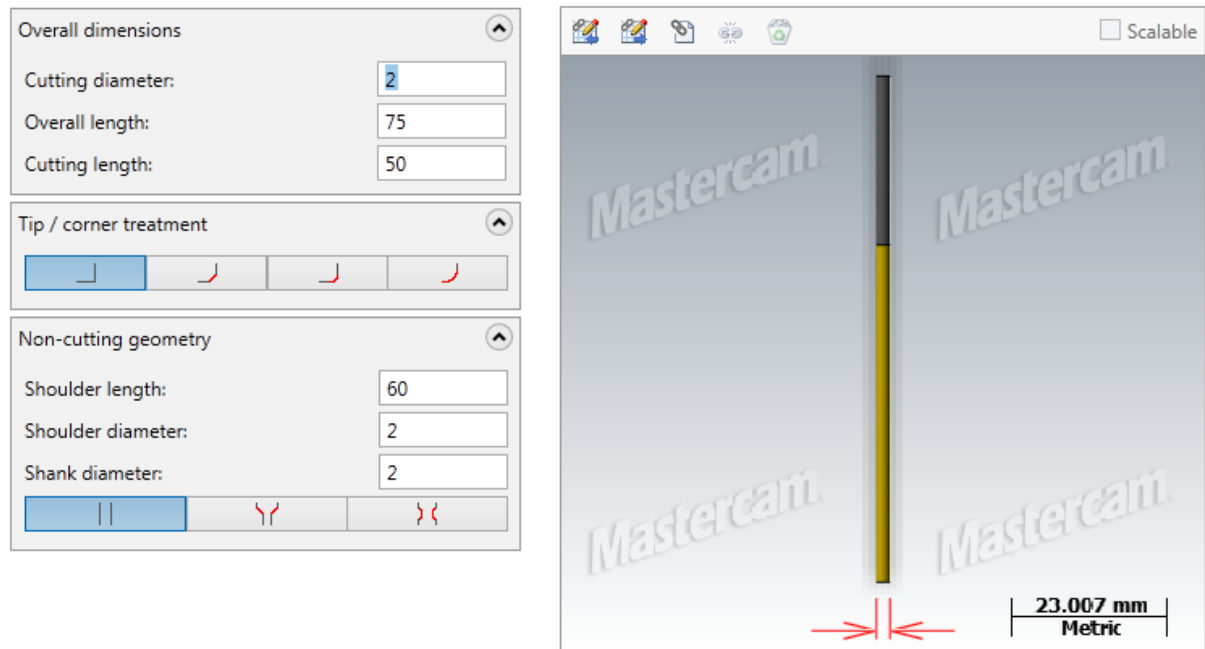 Overall dimensions
Cutting diameter: 2
Overall length: 75
Cutting length: 50
Tip / corner treatment
Non-cutting geometry
Shoulder length: 60
Shoulder diameter: 2
Shank diameter: 2
Scalable
Mastercam. Mastercam.
Mastercam. Mastercam.
23.007 mm
Metric